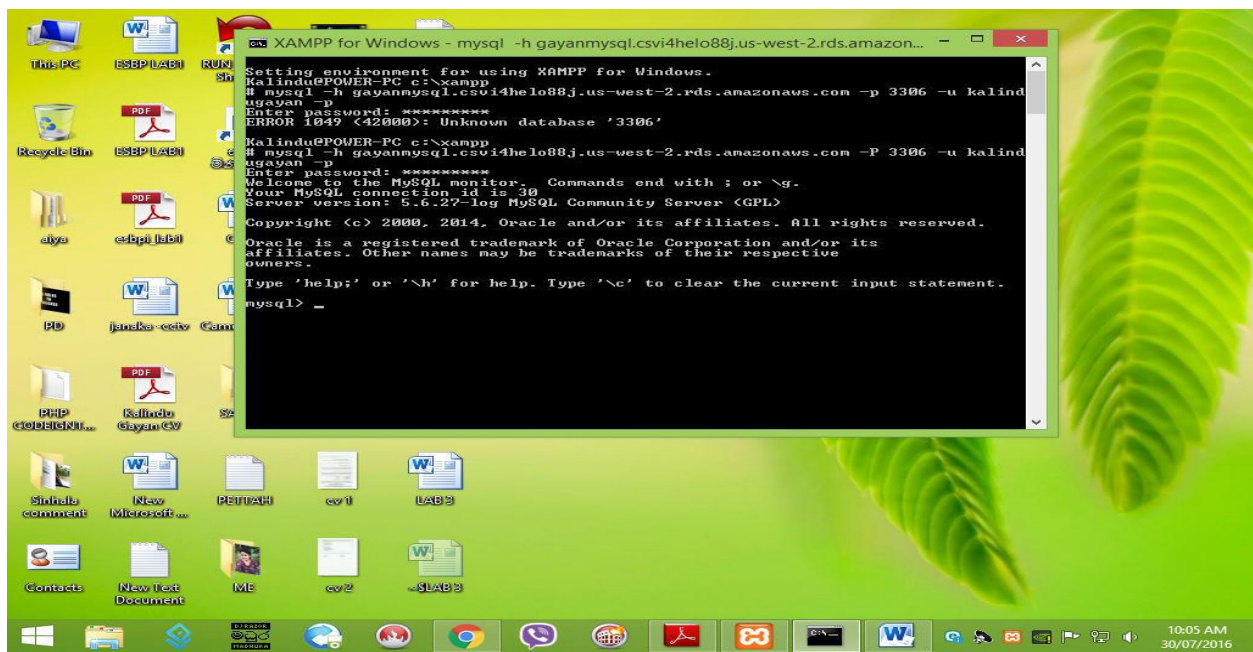 XAMPP for Windows - mysql -h gayanmysql.csvi4helo88j.us-west-2.rds.amazon...
Setting environment for using XAMPP for Windows.
Kalindu@POWER-PC c:\xampp
# mysql -h gayanmysql.csvi4helo88j.us-west-2.rds.amazonaws.com -p 3306 -u kalind
ugayan -p
Enter password: *********
ERROR 1049 (42000): Unknown database '3306'
Kalindu@POWER-PC c:\xampp
# mysql -h gayanmysql.csvi4helo88j.us-west-2.rds.amazonaws.com -P 3306 -u kalind
ugayan -p
Enter password: *********
Welcome to the MySQL monitor.  Commands end with ; or \g.
Your MySQL connection id is 30
Server version: 5.6.27-log MySQL Community Server (GPL)
Copyright (c) 2000, 2014, Oracle and/or its affiliates. All rights reserved.
Oracle is a registered trademark of Oracle Corporation and/or its
affiliates. Other names may be trademarks of their respective
owners.
Type 'help;' or '\h' for help. Type '\c' to clear the current input statement.
mysql> _
This PC
ESBP LAB1
RUN
Recycle Bin
PDF
ESBP LAB1
aiya
PDF
esbpi_lab1
PD
janaka-cctv
Game
PHP
CODEIGNIT...
PDF
Kalindu
Gayan CV
Sinhala
comment
New
Microsoft ...
PETTAH
cv 1
LAB 3
Contacts
New Text
Document
ME
cv 2
~$LAB 3
10:05 AM
30/07/2016